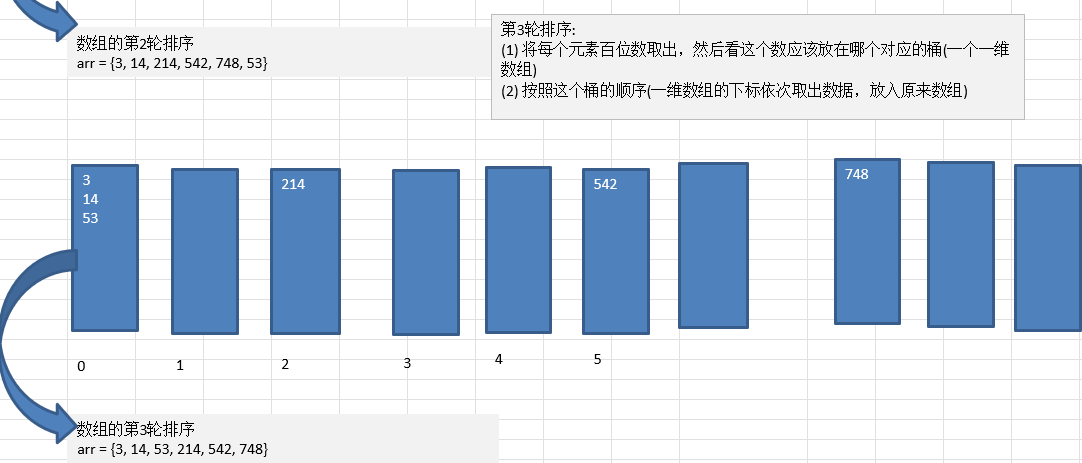 数组的第2轮排序
arr = {3, 14, 214, 542, 748, 53}
第3轮排序:
(1) 将每个元素百位数取出，然后看这个数应该放在哪个对应的桶(一个一维
数组)
(2) 按照这个桶的顺序(一维数组的下标依次取出数据，放入原来数组)
3
14
53
214
542
748
0
1
2
3
4
5
数组的第3轮排序
arr = {3, 14, 53, 214, 542, 748}